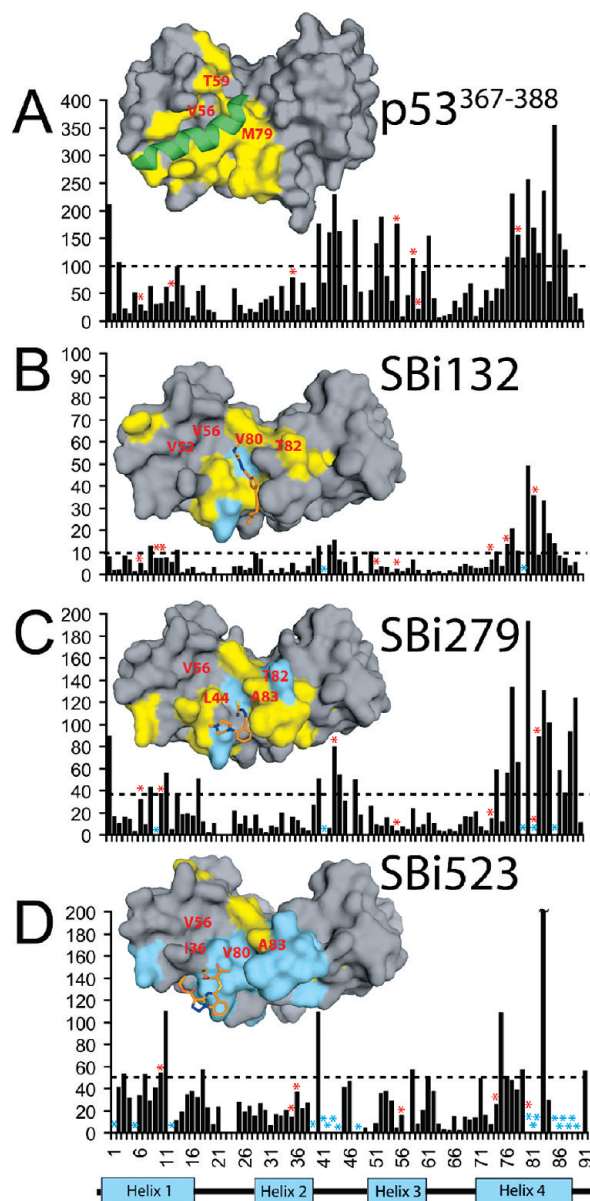 A
p53367-388
T59
V56
M79
400
350
300
250
200
150
100
50
0
B
SBi132
V56
V52
V80
T82
100
90
80
70
60
50
40
30
20
10
0
C
SBi279
V56
T82
L44
A83
200
180
160
140
120
100
80
60
40
20
0
D
SBi523
V56
I36
V80
A83
200
180
160
140
120
100
80
60
40
20
0
1 6 11 16 21 26 31 36 41 46 51 56 61 66 71 76 81 86 91
Helix 1 Helix 2 Helix 3 Helix 4